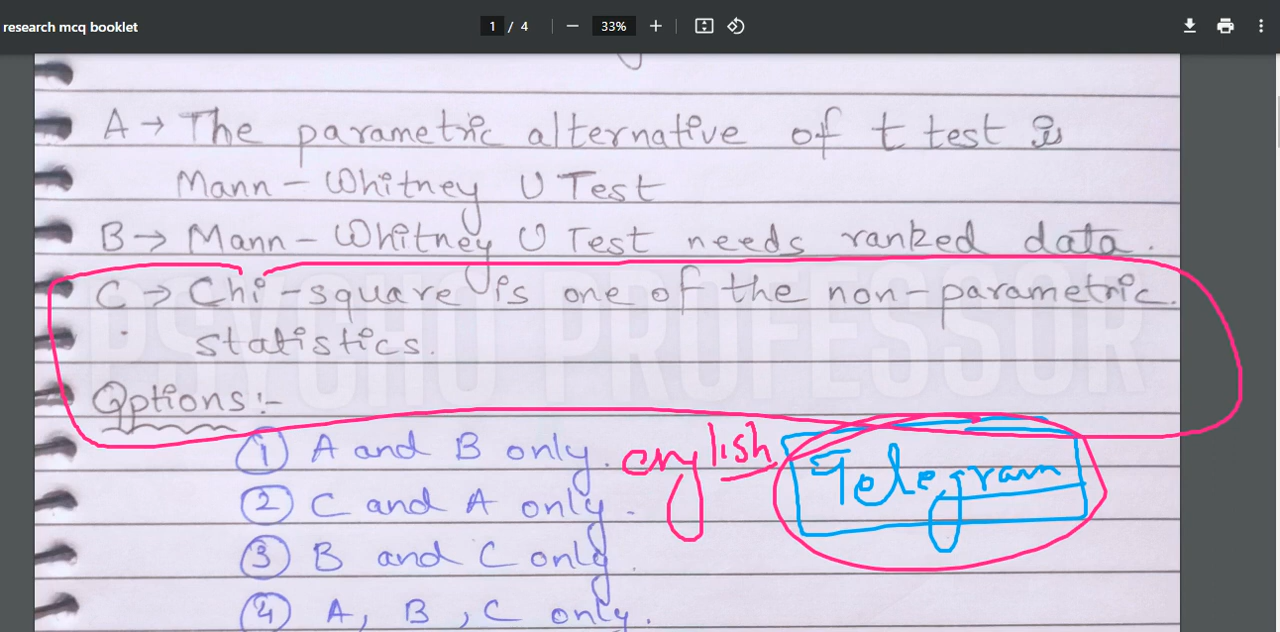 research mcq booklet
1 / 4
33%
A → The parametric alternative of t test is
Mann-Whitney U Test
B → Mann-Whitney U Test needs ranked data.
C → Chi-square is one of the non-parametric
statistics.
PSYCHO PROFESSOR
Options:-
(1) A and B only.
english
Telegram
(2) C and A only.
(3) B and C only.
(4) A, B, C only.